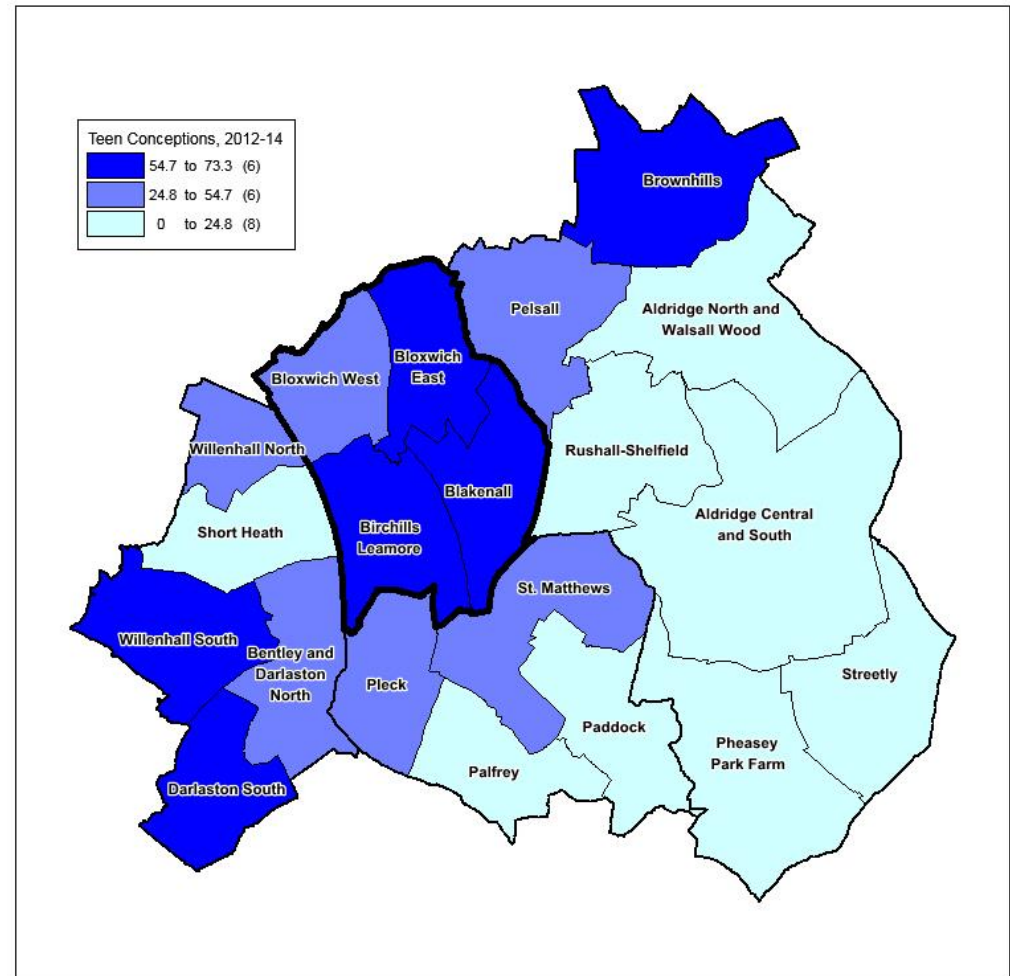 Teen Conceptions, 2012-14
54.7 to 73.3 (6)
24.8 to 54.7 (6)
0 to 24.8 (8)
Brownhills
Pelsall
Aldridge North and
Walsall Wood
Bloxwich
East
Bloxwich West
Willenhall North
Rushall-Shelfield
Blakenall
Short Heath
Birchills
Leamore
Aldridge Central
and South
St. Matthews
Willenhall South
Bentley and
Darlaston
North
Pleck
Streetly
Paddock
Pheasey
Park Farm
Palfrey
Darlaston South